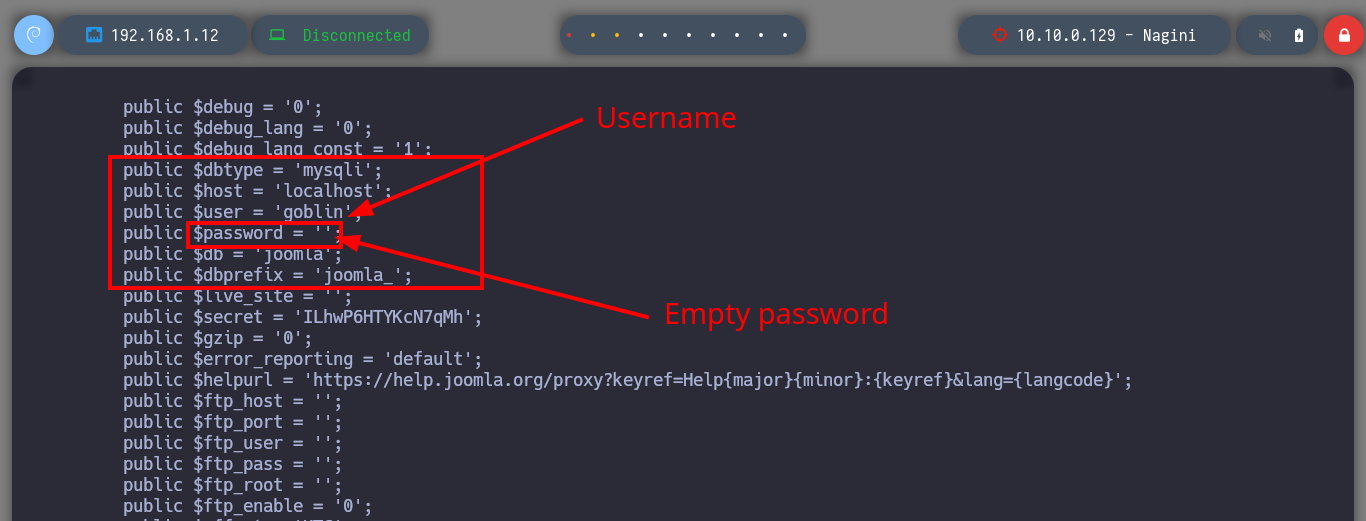 192.168.1.12 Disconnected 10.10.0.129 - Nagini
public $debug = '0';
Username
public $debug_lang = '0';
public $debug_lang_const = '1';
public $dbtype = 'mysqli';
public $host = 'localhost';
public $user = 'goblin';
public $password = '';
public $db = 'joomla';
public $dbprefix = 'joomla_';
public $live_site = '';
public $secret = 'ILhwP6HTYKcN7qMh';
Empty password
public $gzip = '0';
public $error_reporting = 'default';
public $helpurl = 'https://help.joomla.org/proxy?keyref=Help{major}{minor}:{keyref}&lang={langcode}';
public $ftp_host = '';
public $ftp_port = '';
public $ftp_user = '';
public $ftp_pass = '';
public $ftp_root = '';
public $ftp_enable = '0';